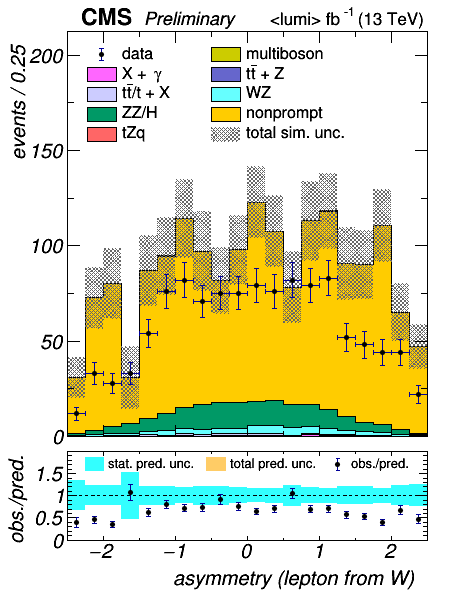 CMS Preliminary <lumi> fb⁻¹ (13 TeV)
events / 0.25
200
150
100
50
0
data
X + γ
tt̄/t + X
ZZ/H
tZq
multiboson
tt̄ + Z
WZ
nonprompt
total sim. unc.
obs./pred.
1.5
1
0.5
0
stat. pred. unc. total pred. unc. obs./pred.
−2 −1 0 1 2
asymmetry (lepton from W)